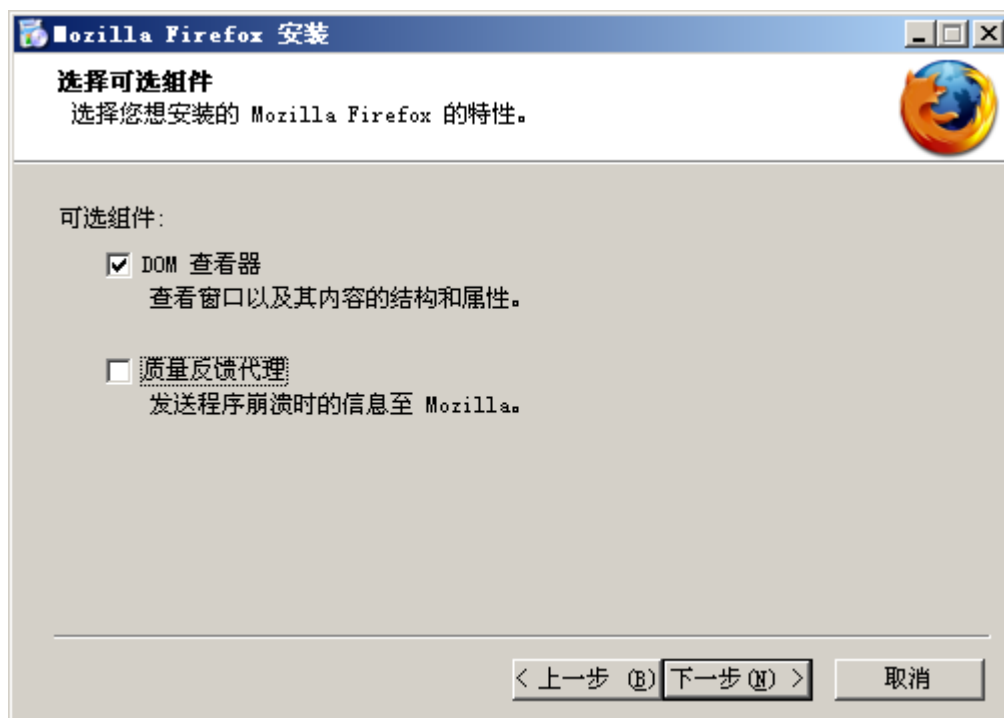 Mozilla Firefox 安装
选择可选组件
选择您想安装的 Mozilla Firefox 的特性。
可选组件:
DOM 查看器
查看窗口以及其内容的结构和属性。
质量反馈代理
发送程序崩溃时的信息至 Mozilla。
< 上一步 (B) 下一步(N) > 取消